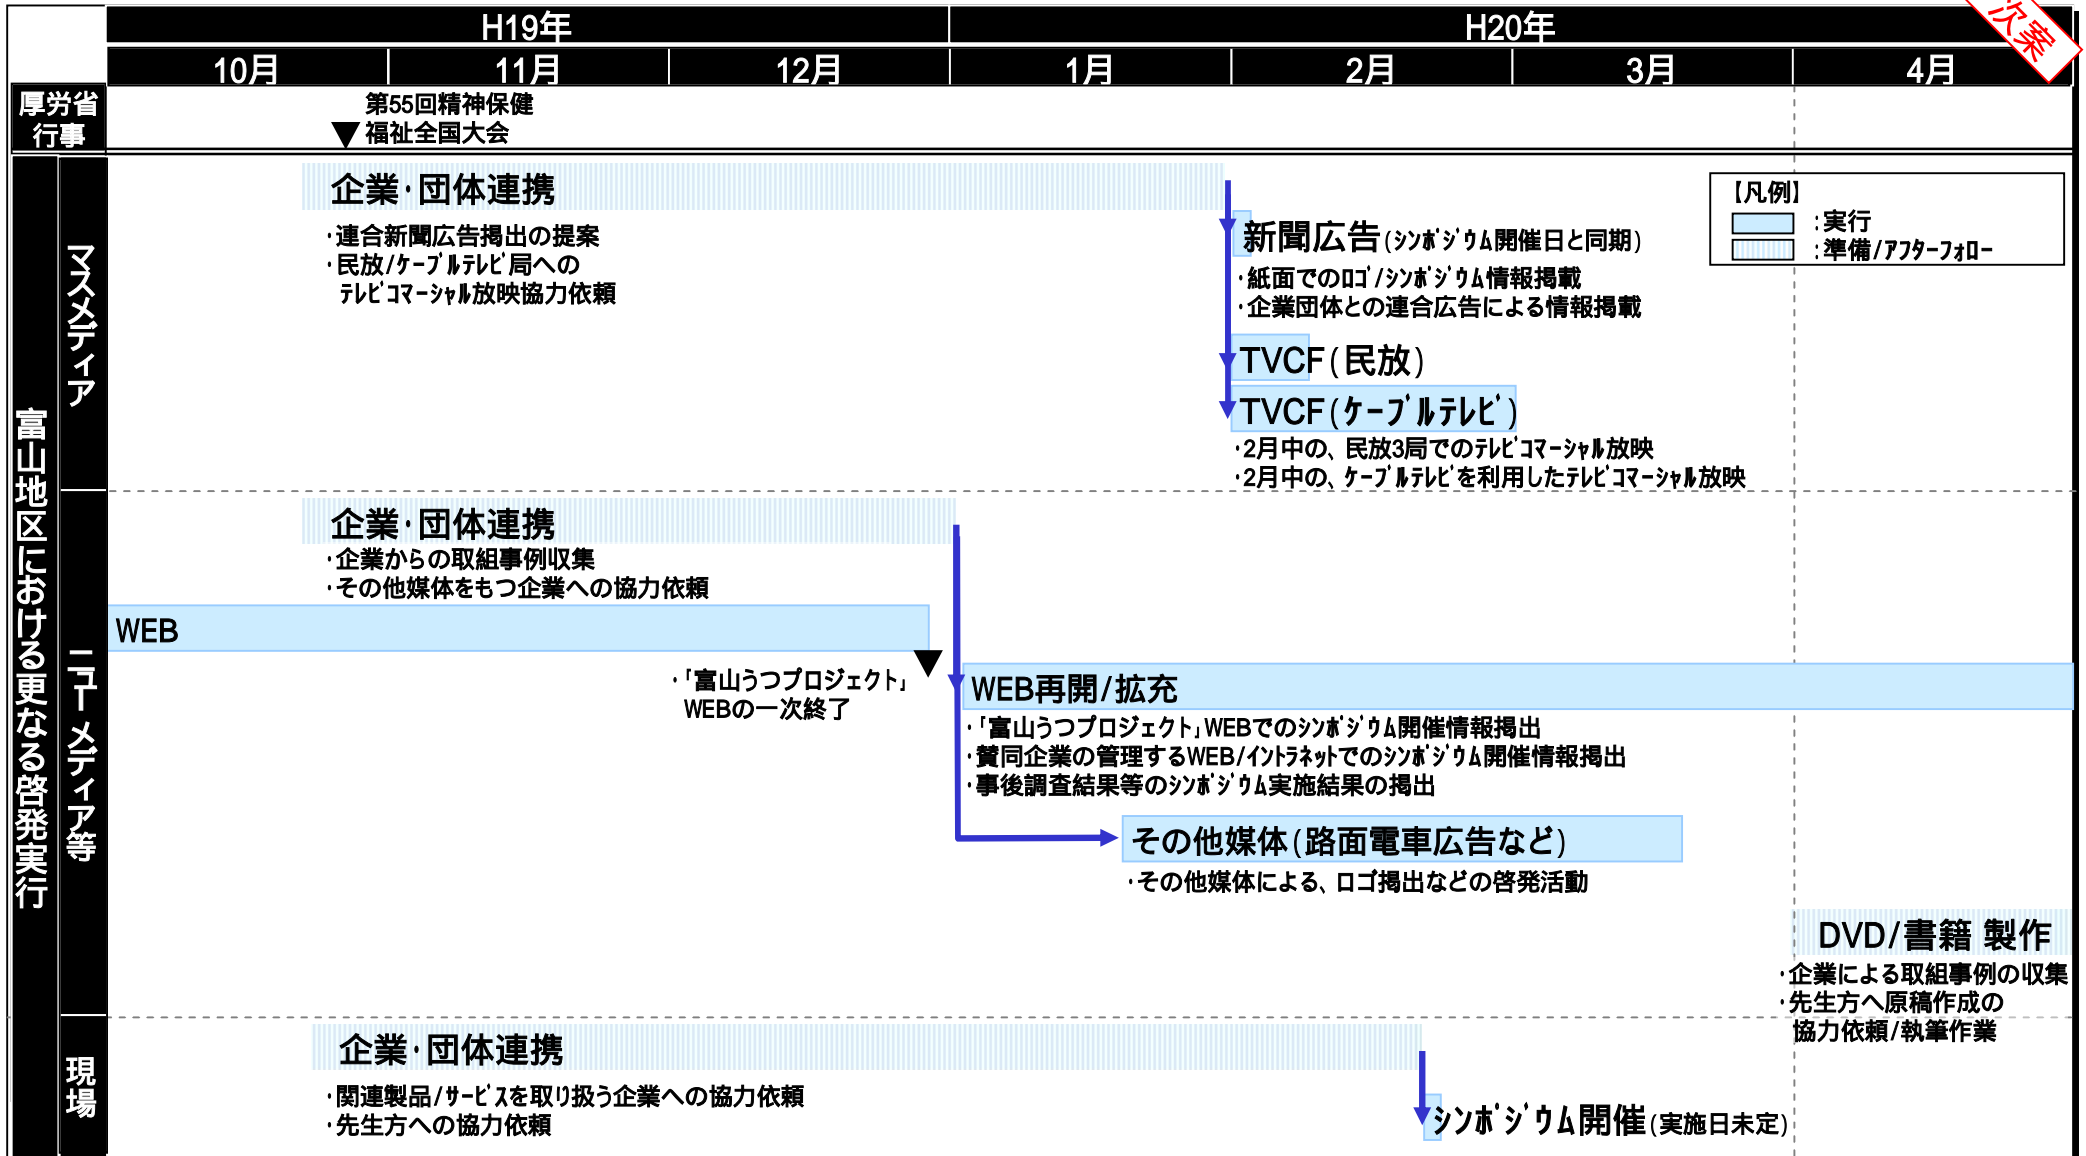 H19年
H20年
次案
10月
11月
12月
1月
2月
3月
4月
厚労省
行事
第55回精神保健
▼福祉全国大会
富山地区における更なる啓発実行
マスメディア
企業・団体連携
・連合新聞広告掲出の提案
・民放/ｹｰﾌﾞﾙﾃﾚﾋﾞ局への
ﾃﾚﾋﾞｺﾏｰｼｬﾙ放映協力依頼
新聞広告(ｼﾝﾎﾟｼﾞｳﾑ開催日と同期)
・紙面でのﾛｺﾞ/ｼﾝﾎﾟｼﾞｳﾑ情報掲載
・企業団体との連合広告による情報掲載
【凡例】
：実行
：準備/ｱﾌﾀｰﾌｫﾛｰ
TVCF(民放)
TVCF(ｹｰﾌﾞﾙﾃﾚﾋﾞ)
・2月中の、民放3局でのﾃﾚﾋﾞｺﾏｰｼｬﾙ放映
・2月中の、ｹｰﾌﾞﾙﾃﾚﾋﾞを利用したﾃﾚﾋﾞｺﾏｰｼｬﾙ放映
ニューメディア等
企業・団体連携
・企業からの取組事例収集
・その他媒体をもつ企業への協力依頼
WEB
・「富山うつプロジェクト」
WEBの一次終了
WEB再開/拡充
・「富山うつプロジェクト」WEBでのｼﾝﾎﾟｼﾞｳﾑ開催情報掲出
・賛同企業の管理するWEB/ｲﾝﾄﾗﾈｯﾄでのｼﾝﾎﾟｼﾞｳﾑ開催情報掲出
・事後調査結果等のｼﾝﾎﾟｼﾞｳﾑ実施結果の掲出
その他媒体(路面電車広告など)
・その他媒体による、ロゴ掲出などの啓発活動
DVD/書籍 製作
・企業による取組事例の収集
・先生方へ原稿作成の
協力依頼/執筆作業
現場
企業・団体連携
・関連製品/ｻｰﾋﾞｽを取り扱う企業への協力依頼
・先生方への協力依頼
ｼﾝﾎﾟｼﾞｳﾑ開催(実施日未定)